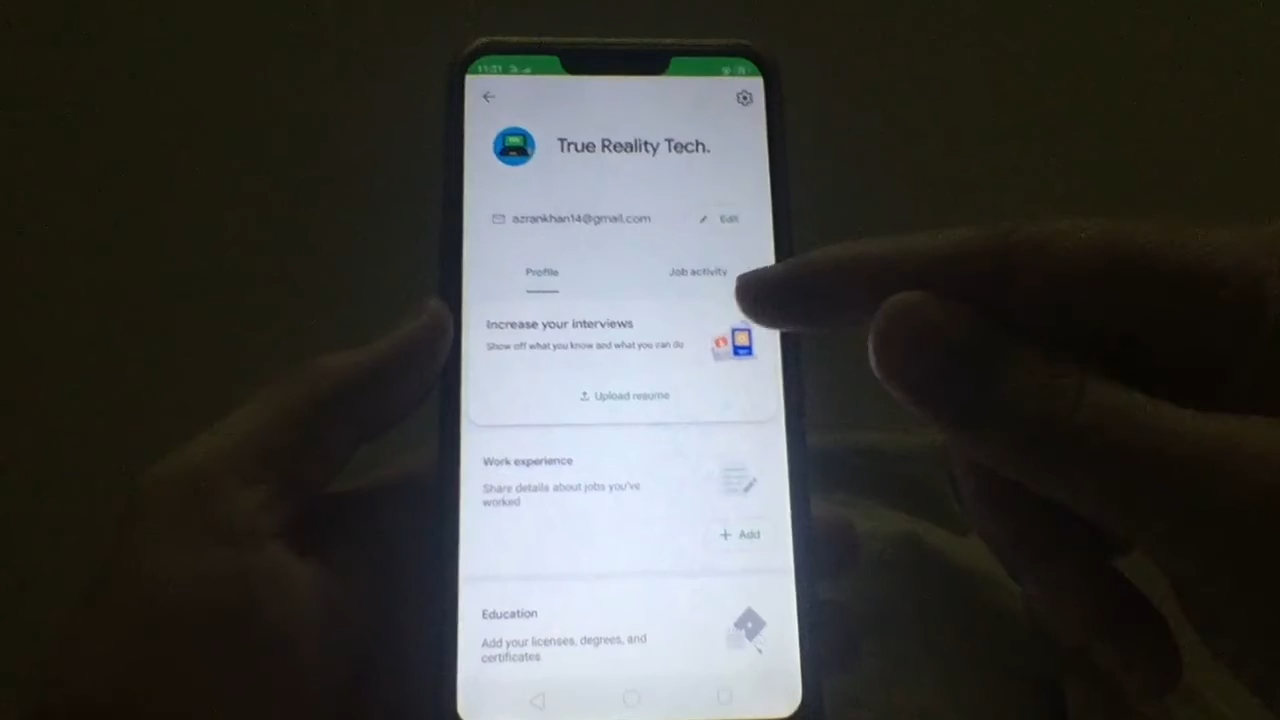 11:21
True Reality Tech.
azrankhan14@gmail.com
Edit
Profile
Job activity
Increase your interviews
Show off what you know and what you can do
Upload resume
Work experience
Share details about jobs you've
worked
+ Add
Education
Add your licenses, degrees, and
certificates